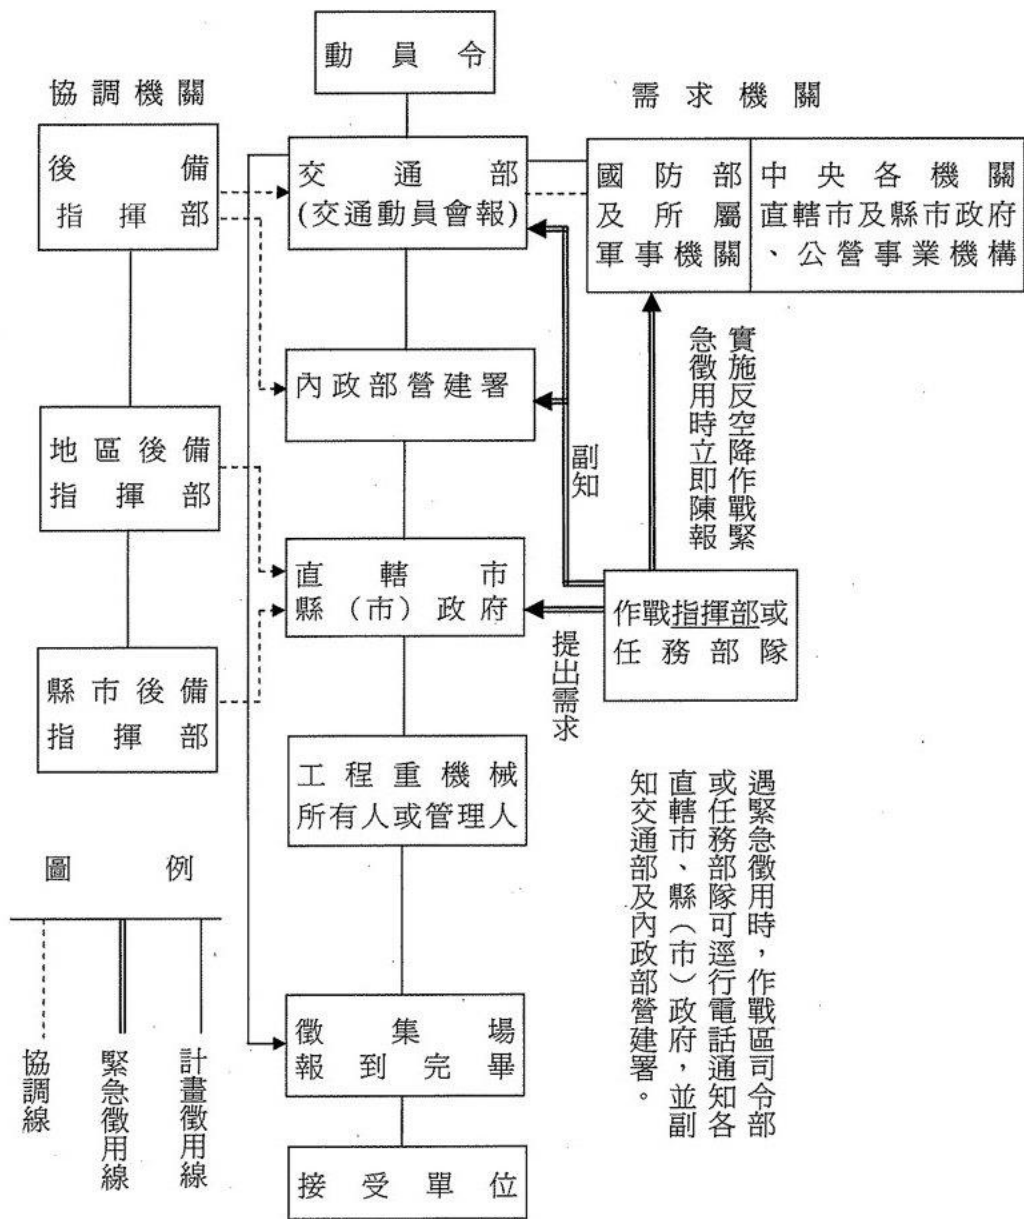 動員令
協調機關
需求機關
後備
指揮部
交通部
(交通動員會報)
國防部
及所屬
軍事機關
中央各機關
直轄市及縣市政府
、公營事業機構
實施反空降作戰緊
急徵用時立即陳報
內政部營建署
副知
地區後備
指揮部
直轄市
縣（市）政府
作戰指揮部或
任務部隊
提出需求
縣市後備
指揮部
工程重機械
所有人或管理人
遇緊急徵用時，作戰區司令部
或任務部隊可逕行電話通知各
直轄市、縣（市）政府，並副
知交通部及內政部營建署。
圖例
協調線
緊急徵用線
計畫徵用線
徵集場
報到完畢
接受單位